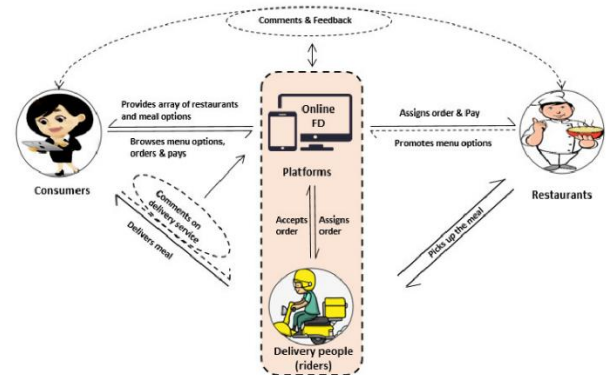 Comments & Feedback
Provides array of restaurants
and meal options
Browses menu options,
orders & pays
Consumers
Online
FD
Platforms
Assigns order & Pay
Promotes menu options
Restaurants
Comments on
delivery service
Delivers meal
Accepts
order
Assigns
order
Picks up the meal
Delivery people
(riders)